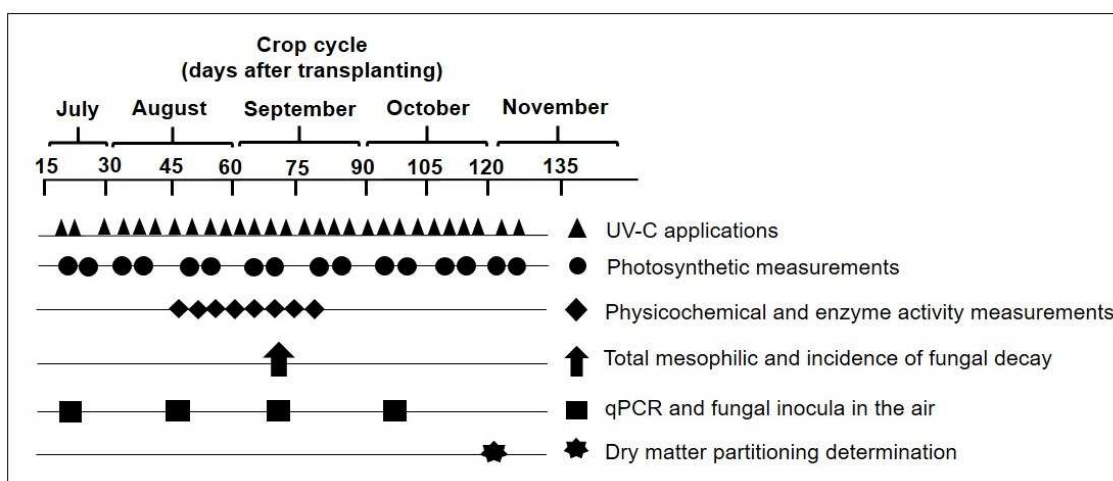 Crop cycle
(days after transplanting)
July August September October November
15 30 45 60 75 90 105 120 135
UV-C applications
Photosynthetic measurements
Physicochemical and enzyme activity measurements
Total mesophilic and incidence of fungal decay
qPCR and fungal inocula in the air
Dry matter partitioning determination